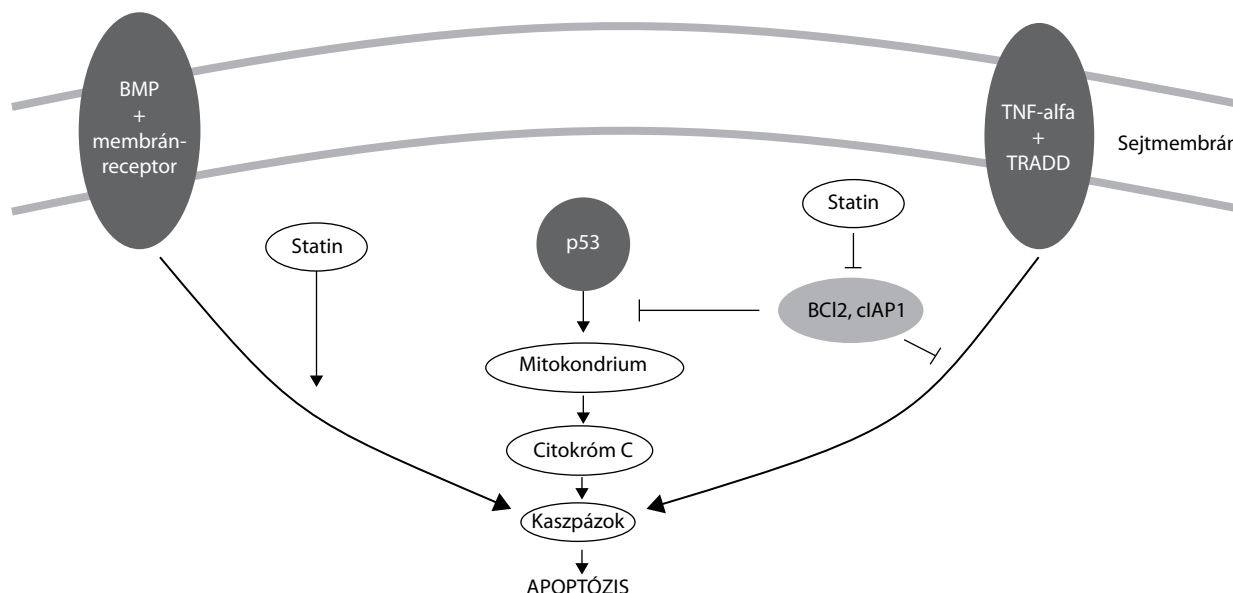 BMP
+
membrán-
receptor
TNF-alfa
+
TRADD
Sejtmembrán
Statin
Statin
p53
BCl2, cIAP1
Mitokondrium
Citokróm C
Kaszpázok
APOPTÓZIS